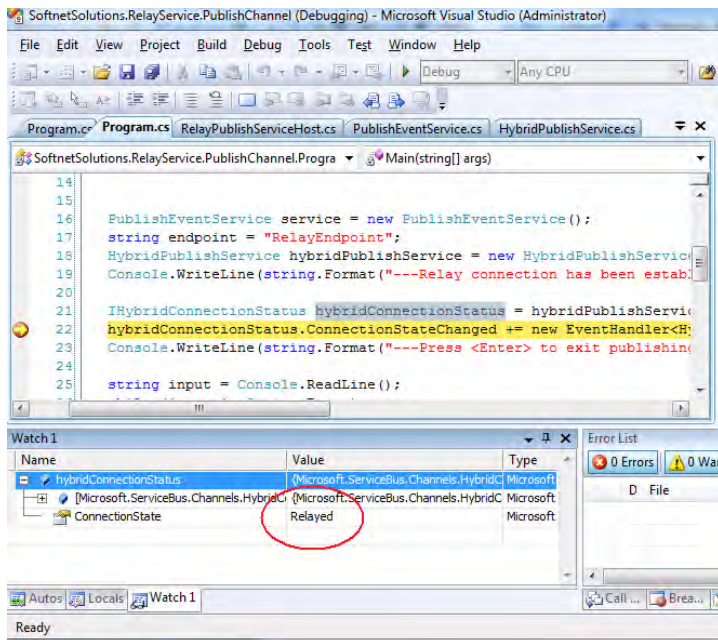 SoftnetSolutions.RelayService.PublishChannel (Debugging) - Microsoft Visual Studio (Administrator)
File Edit View Project Build Debug Tools Test Window Help
Debug Any CPU
Program.cs Program.cs RelayPublishServiceHost.cs PublishEventService.cs HybridPublishService.cs
SoftnetSolutions.RelayService.PublishChannel.Progra Main(string[] args)
14
15
16 PublishEventService service = new PublishEventService();
17 string endpoint = "RelayEndpoint";
18 HybridPublishService hybridPublishService = new HybridPublishService
19 Console.WriteLine(string.Format("---Relay connection has been estab
20
21 IHybridConnectionStatus hybridConnectionStatus = hybridPublishServi
22 hybridConnectionStatus.ConnectionStateChanged += new EventHandler<Hy
23 Console.WriteLine(string.Format("---Press <Enter> to exit publishing
24
25 string input = Console.ReadLine();
Watch 1 Error List
Name Value Type 0 Errors 0 Wa
hybridConnectionStatus {Microsoft.ServiceBus.Channels.HybridC Microsoft
[Microsoft.ServiceBus.Channels.HybridC {Microsoft.ServiceBus.Channels.HybridC Microsoft
D File
ConnectionState Relayed Microsoft
Autos Locals Watch 1 Call ... Brea...
Ready